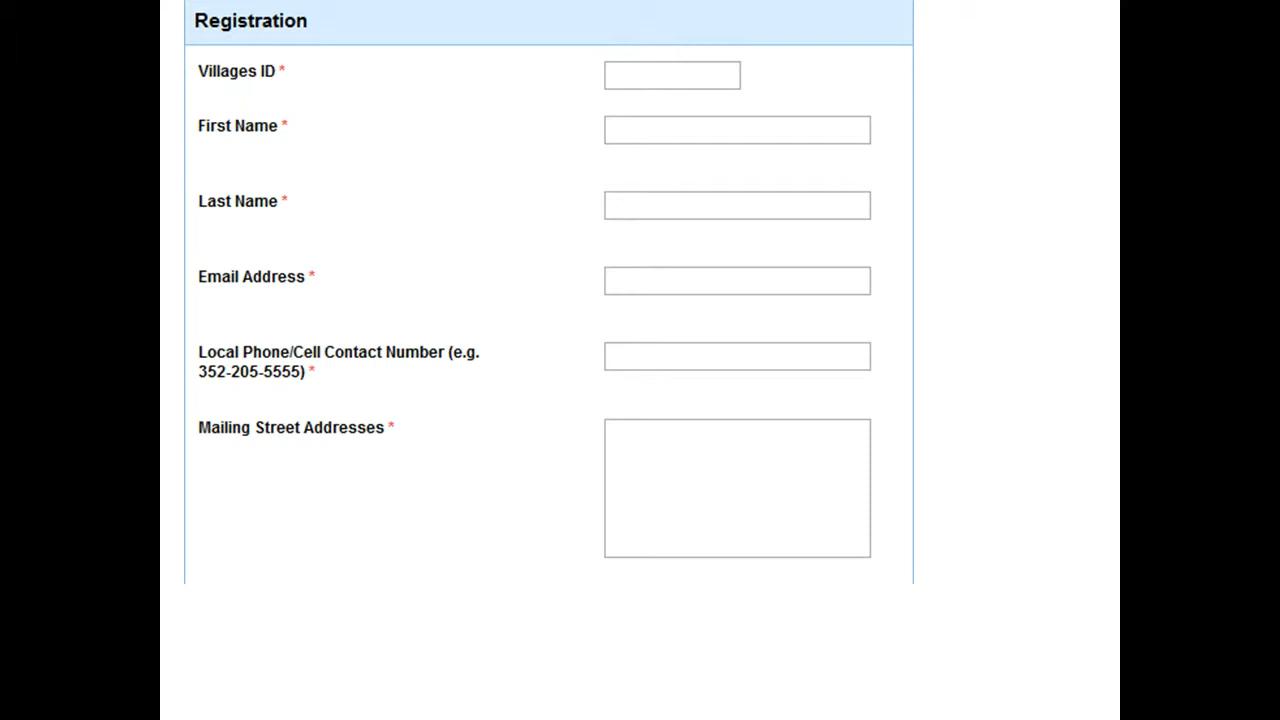 Registration
Villages ID *
First Name *
Last Name *
Email Address *
Local Phone/Cell Contact Number (e.g.
352-205-5555) *
Mailing Street Addresses *